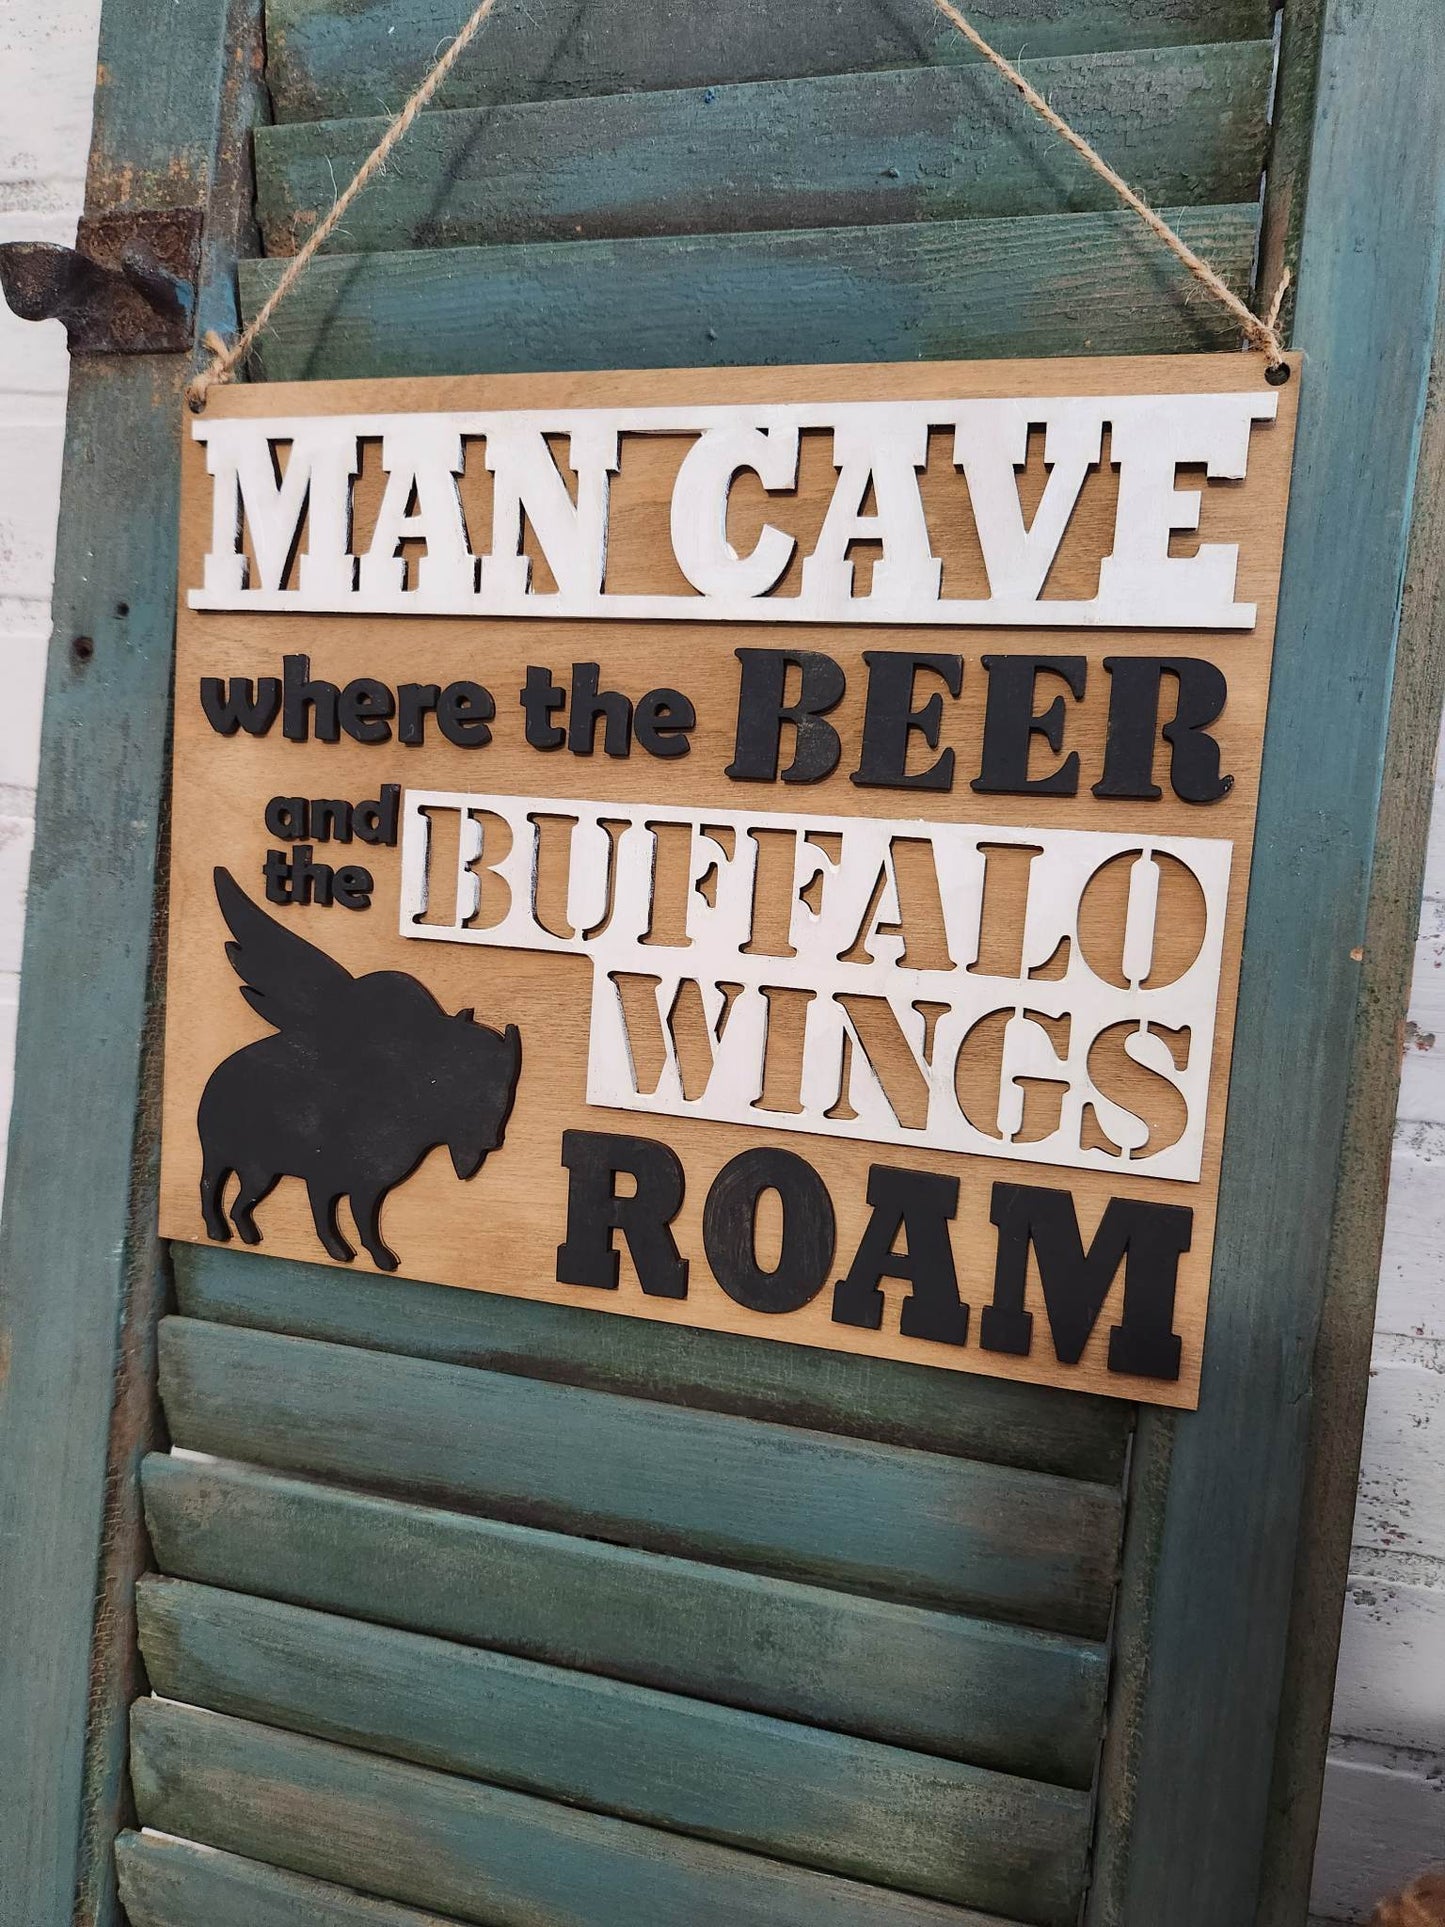 MAN CAVE
where the BEER
and
the
BUFFALO
WINGS
ROAM